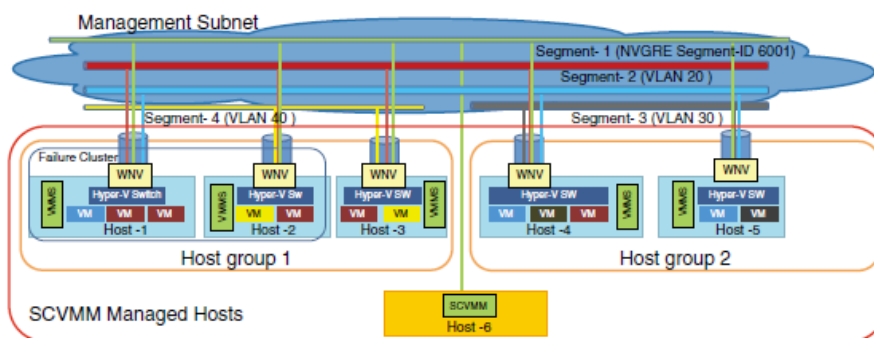 Management Subnet
Segment- 1 (NVGRE Segment-ID 6001)
Segment- 2 (VLAN 20 )
Segment- 4 (VLAN 40 )
Segment- 3 (VLAN 30 )
Failure Cluster
WNV
WNV
WNV
WNV
WNV
VMMS
Hyper-V Switch
VM
VM
VM
Host -1
VMMS
Hyper-V Sw
VM
VM
Host -2
Hyper-V SW
VM
VM
Host -3
VMMS
Hyper-V SW
VM
VM
VM
Host -4
VMMS
VMMS
Hyper-V SW
VM
VM
Host -5
Host group 1
Host group 2
SCVMM Managed Hosts
SCVMM
Host -6